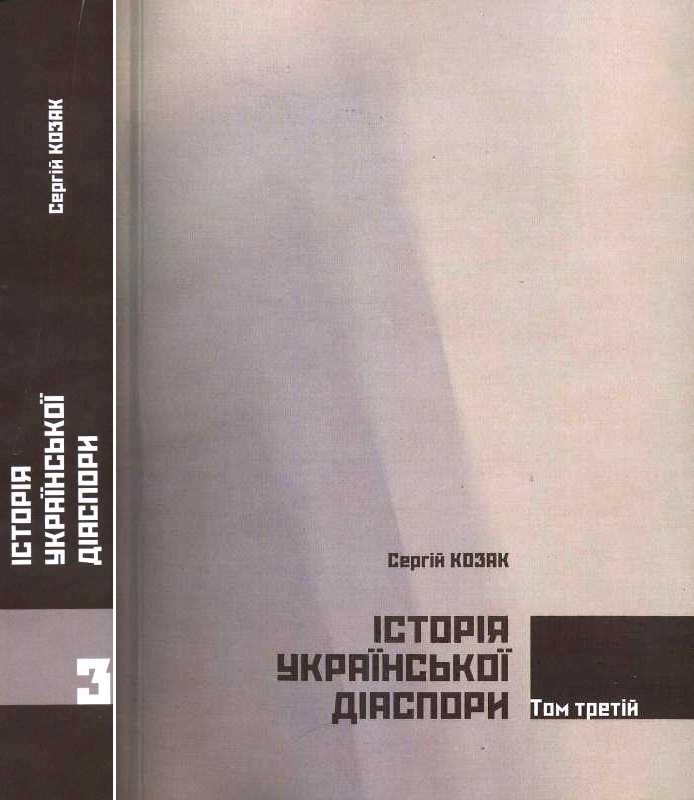 Сергій КОЗАК
ІСТОРІЯ
УКРАЇНСЬКОЇ
ДІАСПОРИ
3
Сергій КОЗАК
ІСТОРІЯ
УКРАЇНСЬКОЇ
ДІАСПОРИ
Том третій